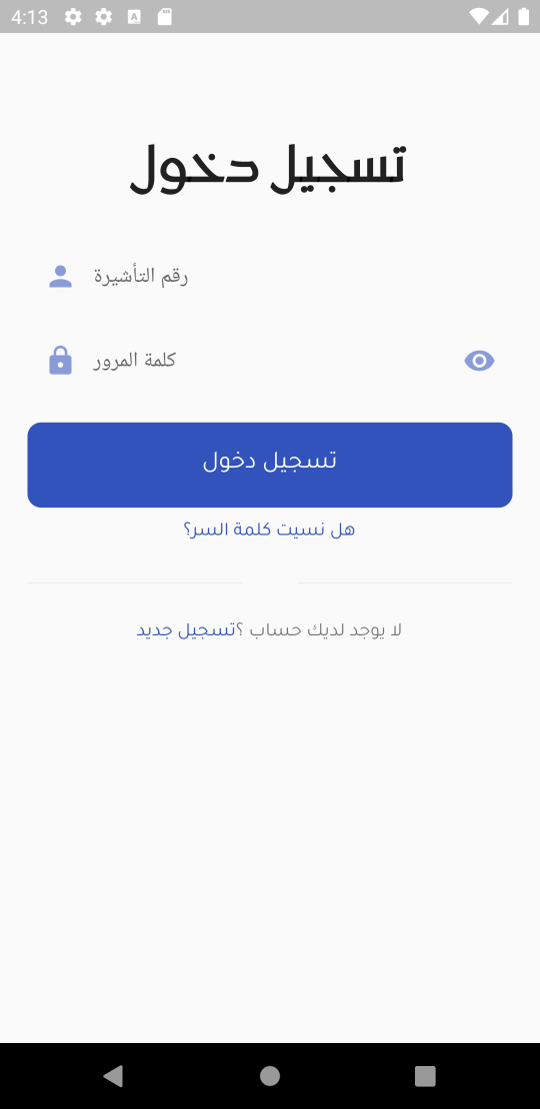 4:13
تسجيل دخول
رقم التأشيرة
كلمة المرور
تسجيل دخول
هل نسيت كلمة السر؟
لا يوجد لديك حساب ؟تسجيل جديد